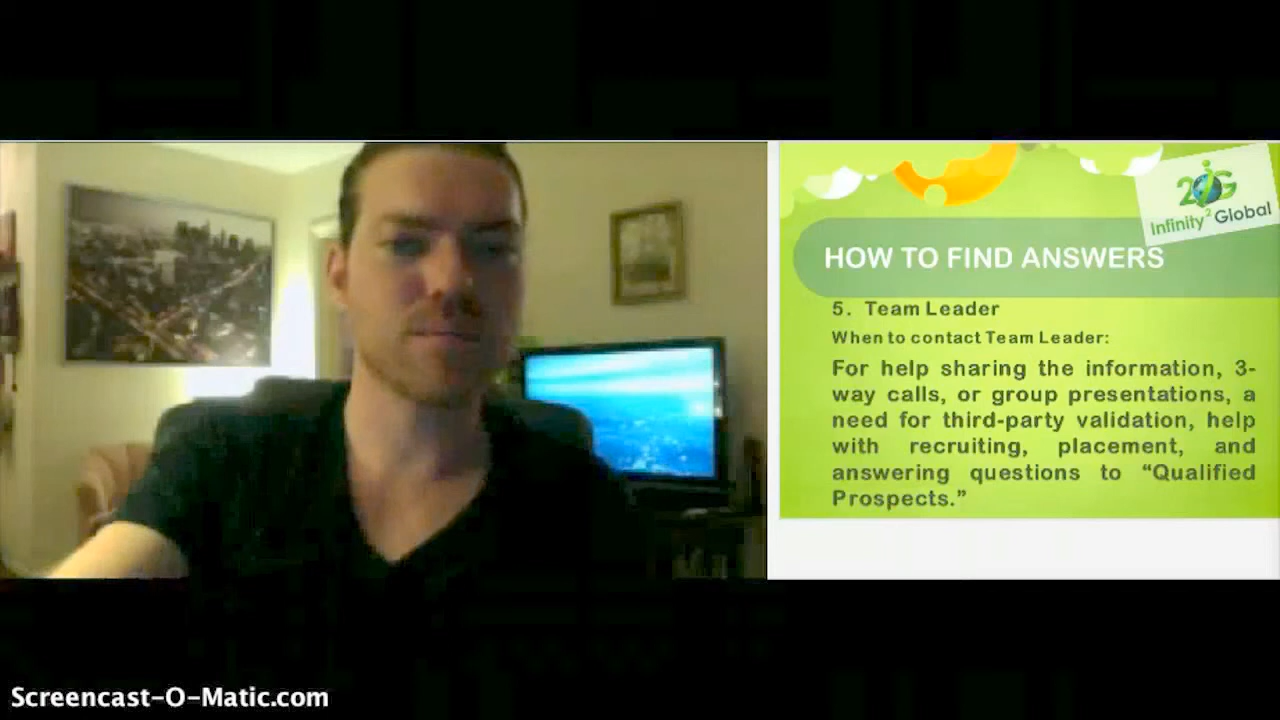 2iG
Infinity² Global
HOW TO FIND ANSWERS
5. Team Leader
When to contact Team Leader:
For help sharing the information, 3-
way calls, or group presentations, a
need for third-party validation, help
with recruiting, placement, and
answering questions to “Qualified
Prospects.”
Screencast-O-Matic.com